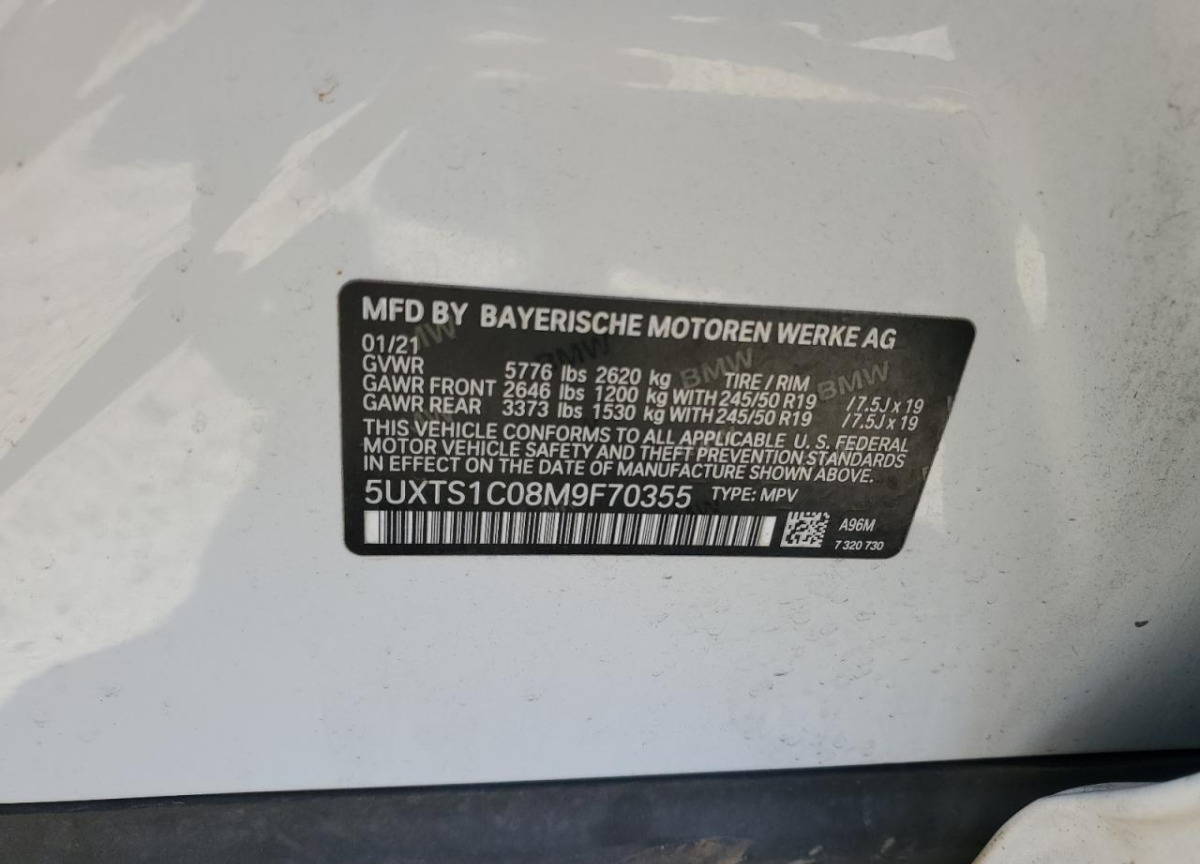 MFD BY BAYERISCHE MOTOREN WERKE AG
01/21
GVWR 5776 lbs 2620 kg TIRE / RIM
GAWR FRONT 2646 lbs 1200 kg WITH 245/50 R19 / 7.5J x 19
GAWR REAR 3373 lbs 1530 kg WITH 245/50 R19 / 7.5J x 19
THIS VEHICLE CONFORMS TO ALL APPLICABLE U. S. FEDERAL
MOTOR VEHICLE SAFETY AND THEFT PREVENTION STANDARDS
IN EFFECT ON THE DATE OF MANUFACTURE SHOWN ABOVE.
5UXTS1C08M9F70355 TYPE: MPV
A96M
7 320 730
BMW
BMW
BMW